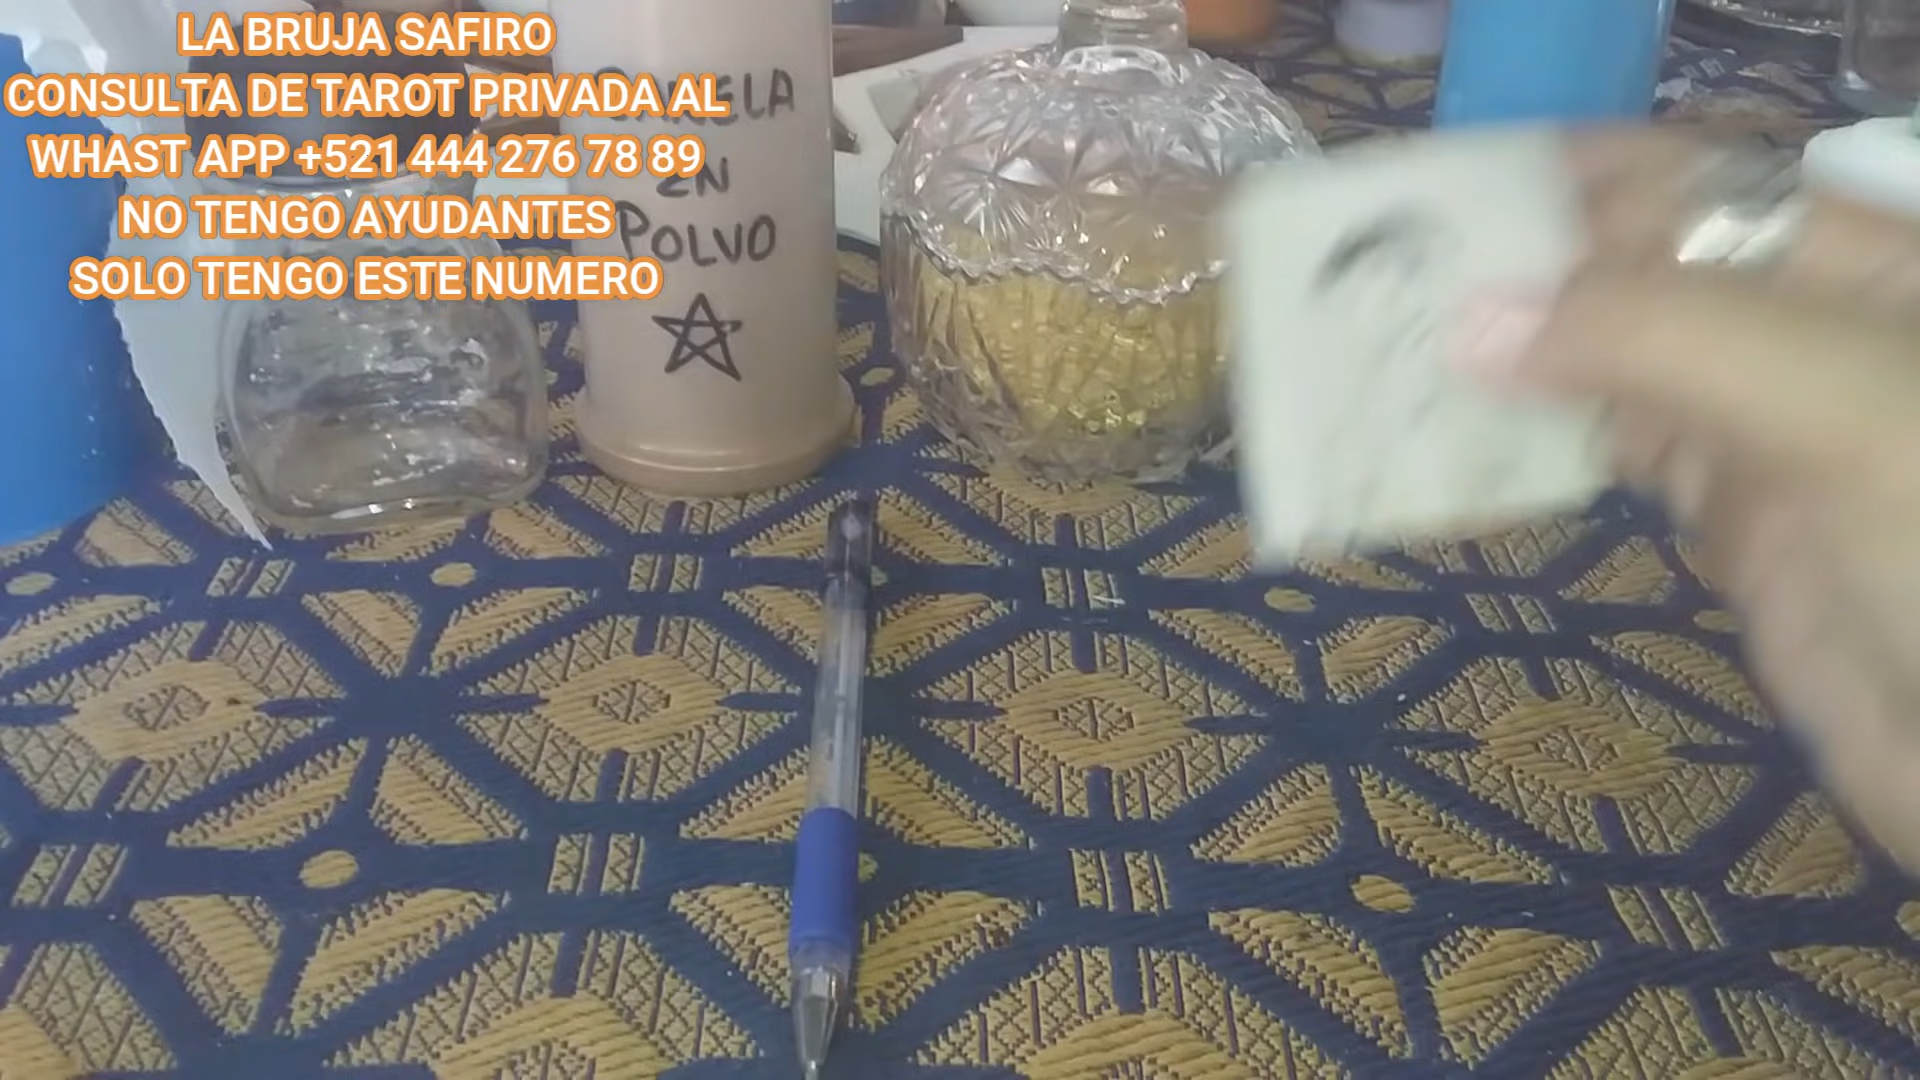 LA BRUJA SAFIRO
CONSULTA DE TAROT PRIVADA AL
WHAST APP +521 444 276 78 89
NO TENGO AYUDANTES
SOLO TENGO ESTE NUMERO
EN
POLVO